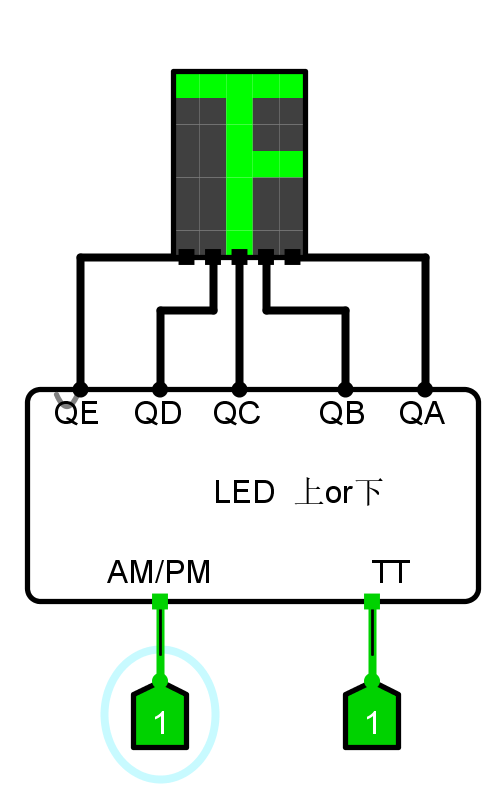 QE QD QC QB QA
LED 上or下
AM/PM TT
1 1